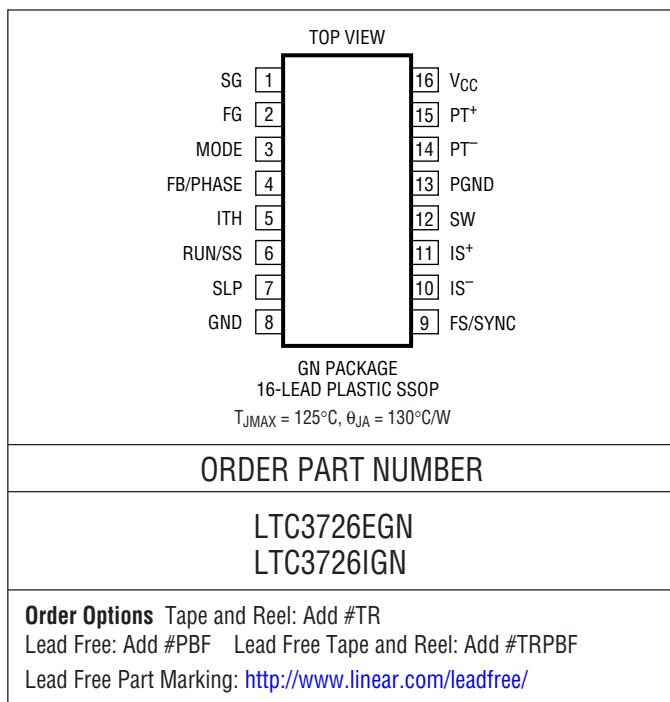 TOP VIEW
SG 1 16 VCC
FG 2 15 PT+
MODE 3 14 PT−
FB/PHASE 4 13 PGND
ITH 5 12 SW
RUN/SS 6 11 IS+
SLP 7 10 IS−
GND 8 9 FS/SYNC
GN PACKAGE
16-LEAD PLASTIC SSOP
TJMAX = 125°C, θJA = 130°C/W
ORDER PART NUMBER
LTC3726EGN
LTC3726IGN
Order Options Tape and Reel: Add #TR
Lead Free: Add #PBF Lead Free Tape and Reel: Add #TRPBF
Lead Free Part Marking: http://www.linear.com/leadfree/